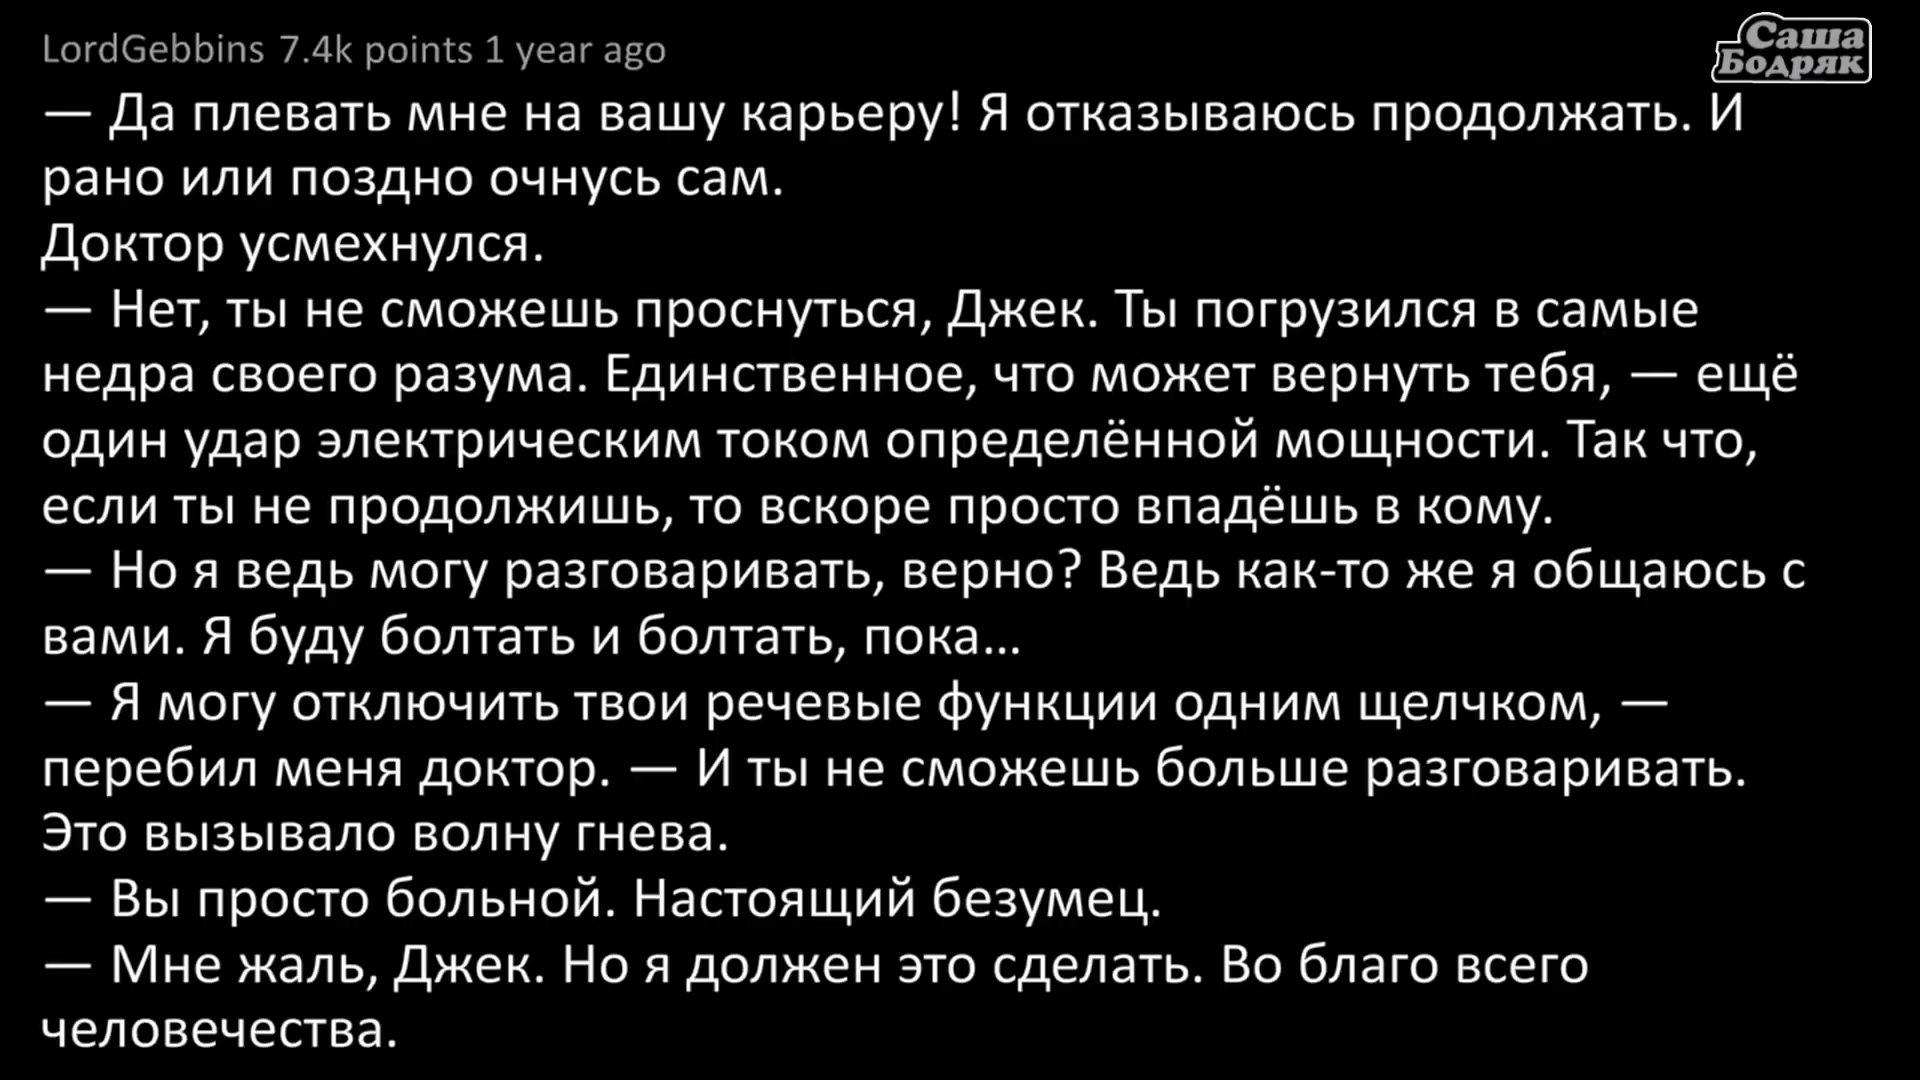 LordGebbins 7.4k points 1 year ago
Саша
Бодряк
— Да плевать мне на вашу карьеру! Я отказываюсь продолжать. И
рано или поздно очнусь сам.
Доктор усмехнулся.
— Нет, ты не сможешь проснуться, Джек. Ты погрузился в самые
недра своего разума. Единственное, что может вернуть тебя, — ещё
один удар электрическим током определённой мощности. Так что,
если ты не продолжишь, то вскоре просто впадёшь в кому.
— Но я ведь могу разговаривать, верно? Ведь как-то же я общаюсь с
вами. Я буду болтать и болтать, пока...
— Я могу отключить твои речевые функции одним щелчком, —
перебил меня доктор. — И ты не сможешь больше разговаривать.
Это вызывало волну гнева.
— Вы просто больной. Настоящий безумец.
— Мне жаль, Джек. Но я должен это сделать. Во благо всего
человечества.